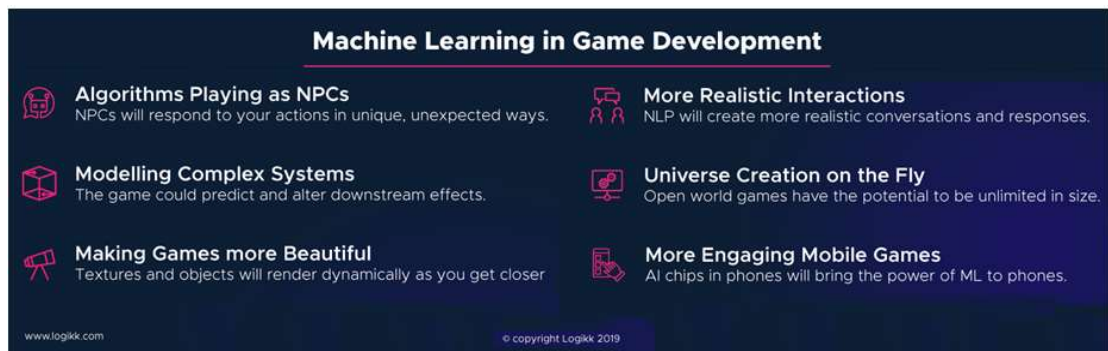 Machine Learning in Game Development
Algorithms Playing as NPCs
NPCs will respond to your actions in unique, unexpected ways.
Modelling Complex Systems
The game could predict and alter downstream effects.
Making Games more Beautiful
Textures and objects will render dynamically as you get closer
More Realistic Interactions
NLP will create more realistic conversations and responses.
Universe Creation on the Fly
Open world games have the potential to be unlimited in size.
More Engaging Mobile Games
AI chips in phones will bring the power of ML to phones.
www.logikk.com
© copyright Logikk 2019